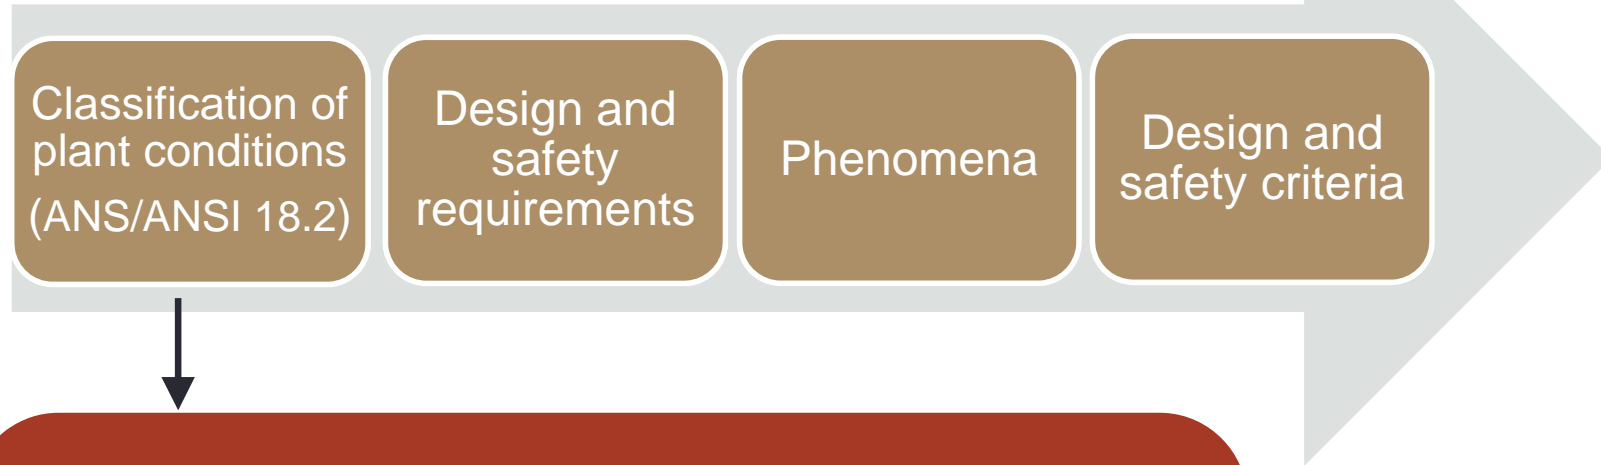 Classification of
plant conditions
(ANS/ANSI 18.2)
Design and
safety
requirements
Phenomena
Design and
safety criteria